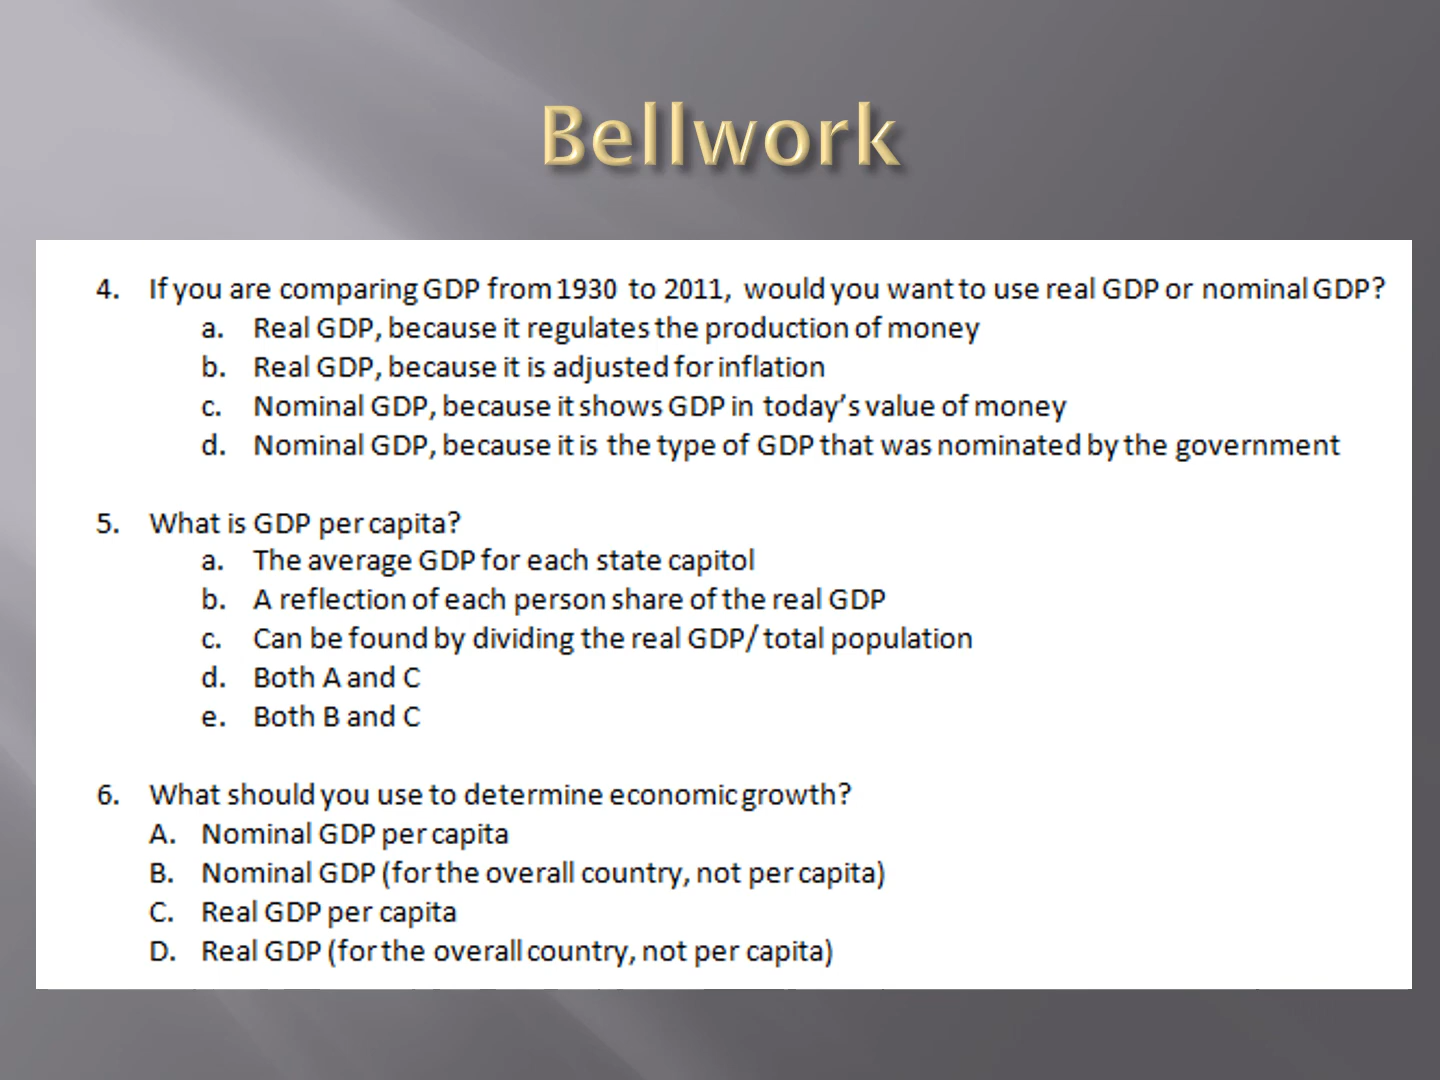 Bellwork
4. If you are comparing GDP from 1930 to 2011, would you want to use real GDP or nominal GDP?
a. Real GDP, because it regulates the production of money
b. Real GDP, because it is adjusted for inflation
c. Nominal GDP, because it shows GDP in today’s value of money
d. Nominal GDP, because it is the type of GDP that was nominated by the government
5. What is GDP per capita?
a. The average GDP for each state capitol
b. A reflection of each person share of the real GDP
c. Can be found by dividing the real GDP/ total population
d. Both A and C
e. Both B and C
6. What should you use to determine economic growth?
A. Nominal GDP per capita
B. Nominal GDP (for the overall country, not per capita)
C. Real GDP per capita
D. Real GDP (for the overall country, not per capita)